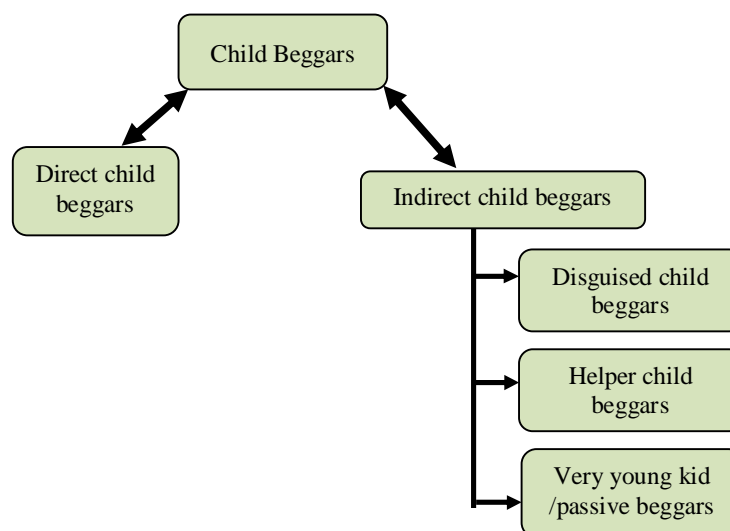 Child Beggars
Direct child
beggars
Indirect child beggars
Disguised child
beggars
Helper child
beggars
Very young kid
/passive beggars